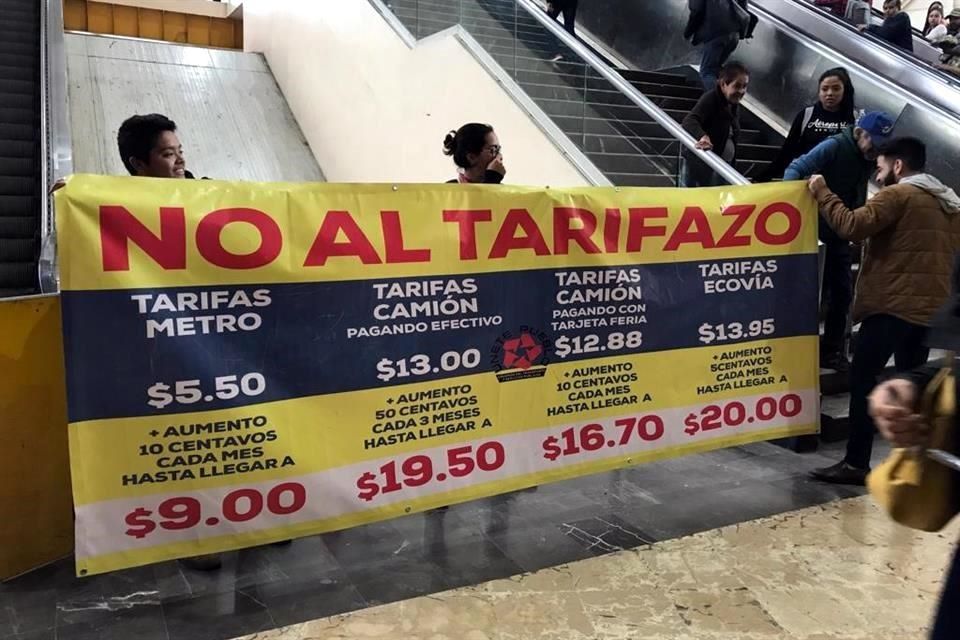 NO AL TARIFAZO
TARIFAS
METRO
$5.50
+ AUMENTO
10 CENTAVOS
CADA MES
HASTA LLEGAR A
$9.00
TARIFAS
CAMIÓN
PAGANDO EFECTIVO
$13.00
+ AUMENTO
50 CENTAVOS
CADA 3 MESES
HASTA LLEGAR A
$19.50
TARIFAS
CAMIÓN
PAGANDO CON
TARJETA FERIA
$12.88
+ AUMENTO
10 CENTAVOS
CADA MES
HASTA LLEGAR A
$16.70
TARIFAS
ECOVÍA
$13.95
+ AUMENTO
5CENTAVOS
CADA MES
HASTA LLEGAR A
$20.00
ÚNETE PUEBLO